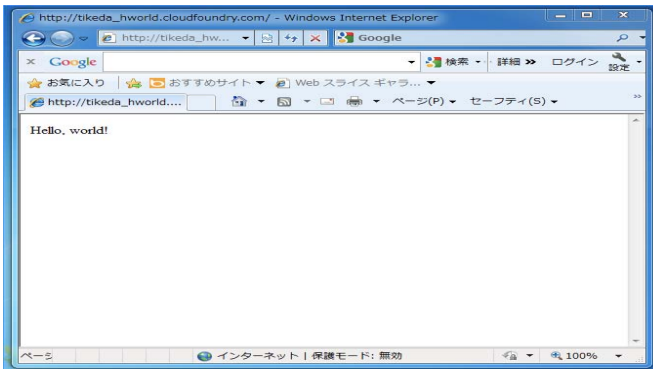 http://tikeda_hworld.cloudfoundry.com/ - Windows Internet Explorer
http://tikeda_hw... Google
× Google 検索 詳細 » ログイン 設定
お気に入り おすすめサイト Web スライス ギャラ...
http://tikeda_hworld.... ページ(P) セーフティ(S) »
Hello, world!
インターネット | 保護モード: 無効 100%